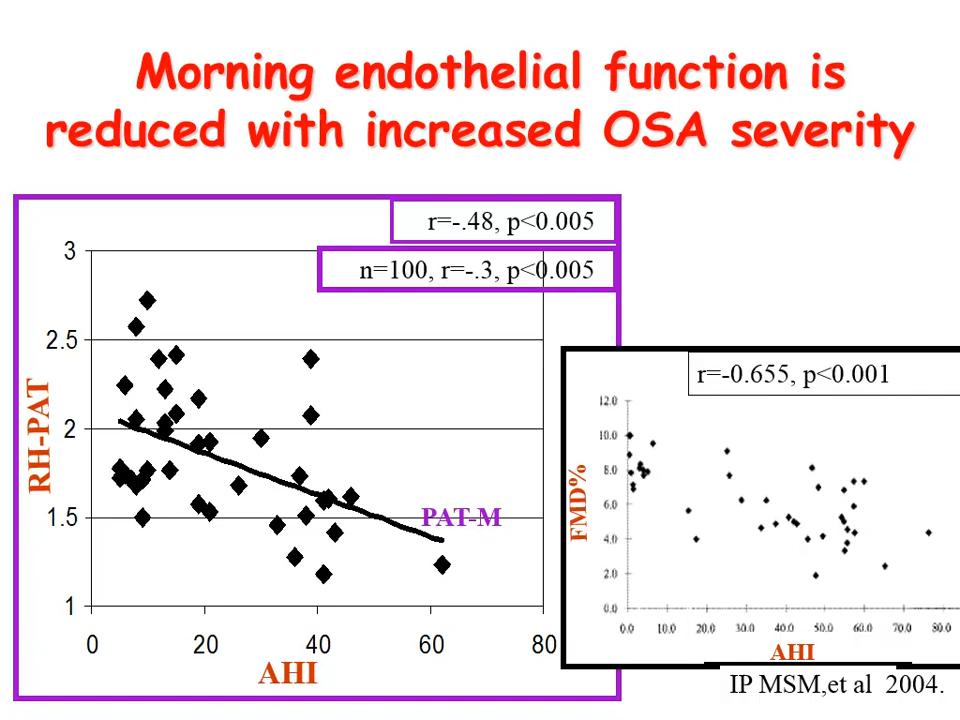 Morning endothelial function is
reduced with increased OSA severity
r=-.48, p<0.005
n=100, r=-.3, p<0.005
3
2.5
2
1.5
1
RH-PAT
PAT-M
0 20 40 60 80
AHI
r=-0.655, p<0.001
12.0
10.0
8.0
6.0
4.0
2.0
0.0
FMD%
0.0 10.0 20.0 30.0 40.0 50.0 60.0 70.0 80.0
AHI
IP MSM,et al 2004.